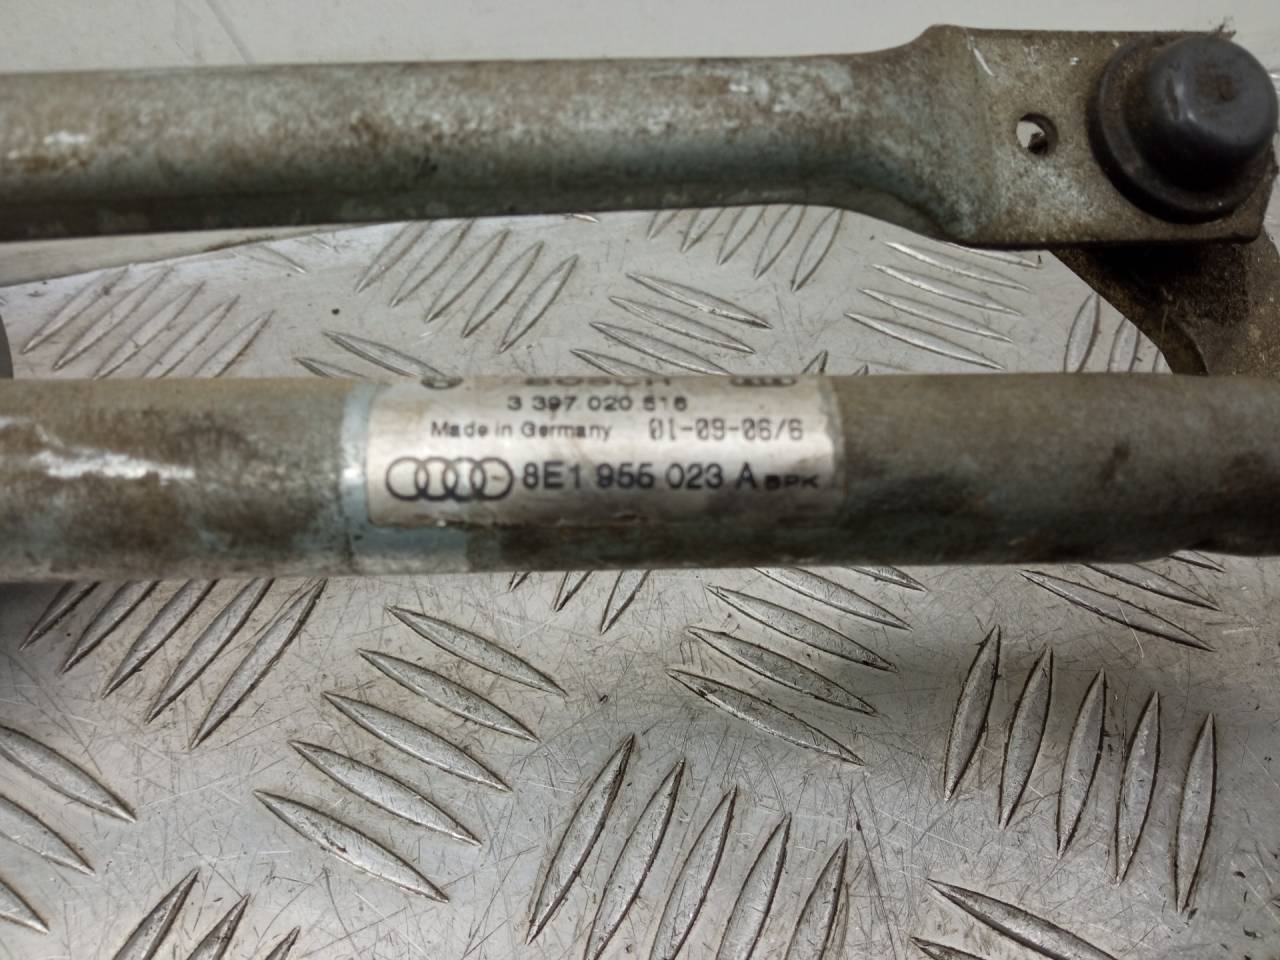 BOSCH
3 397 020 516
Made in Germany 01-09-06/6
8E1 955 023 A BPK